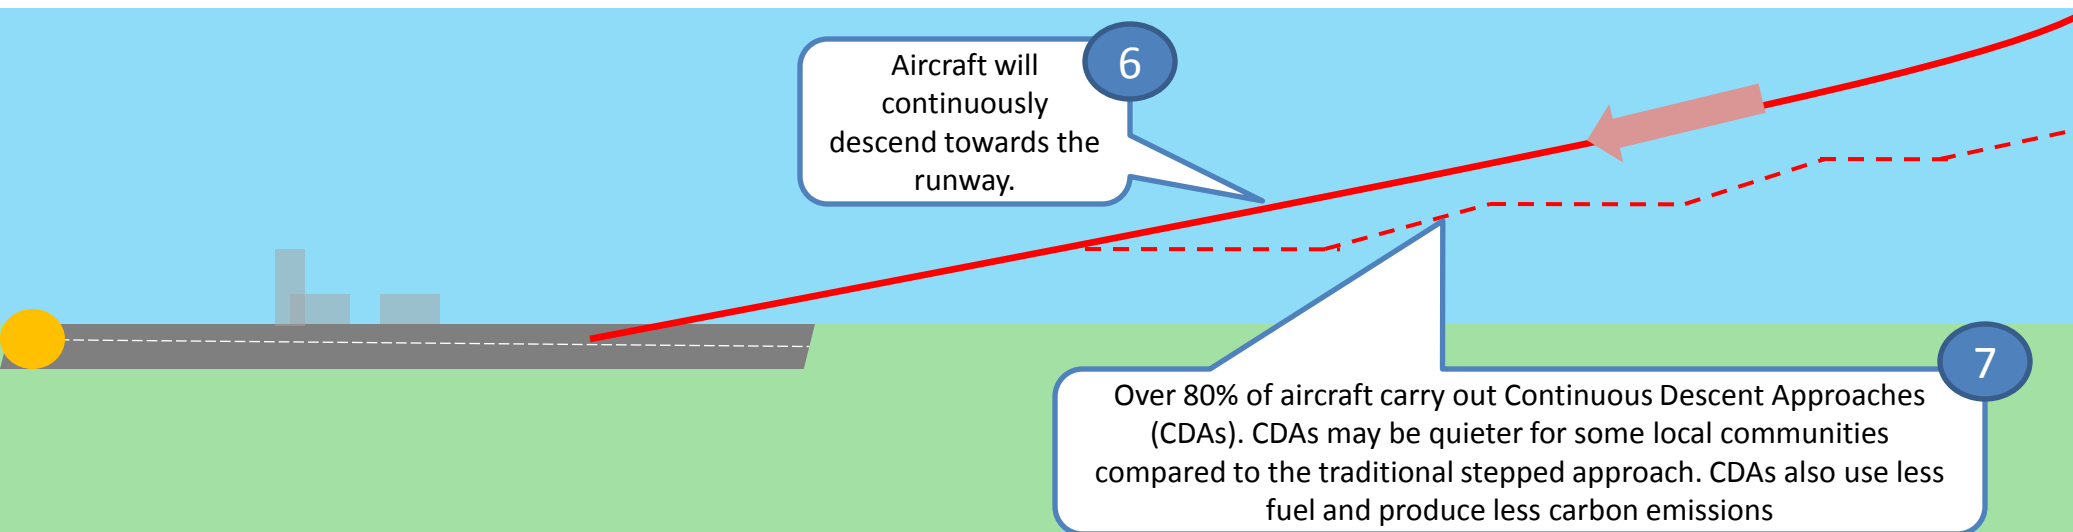 6
Aircraft will
continuously
descend towards the
runway.
7
Over 80% of aircraft carry out Continuous Descent Approaches
(CDAs). CDAs may be quieter for some local communities
compared to the traditional stepped approach. CDAs also use less
fuel and produce less carbon emissions